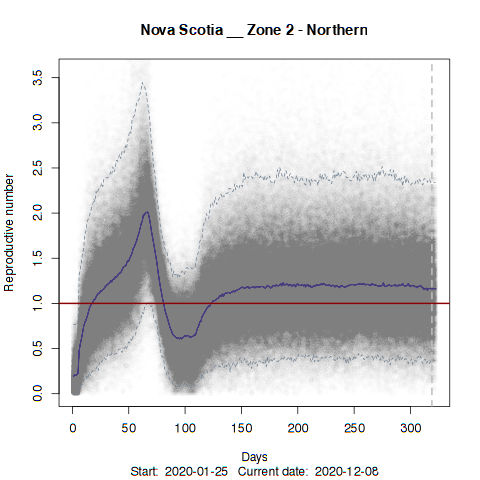 Nova Scotia __ Zone 2 - Northern
3.5
3.0
2.5
2.0
1.5
1.0
0.5
0.0
Reproductive number
0 50 100 150 200 250 300
Days
Start: 2020-01-25 Current date: 2020-12-08